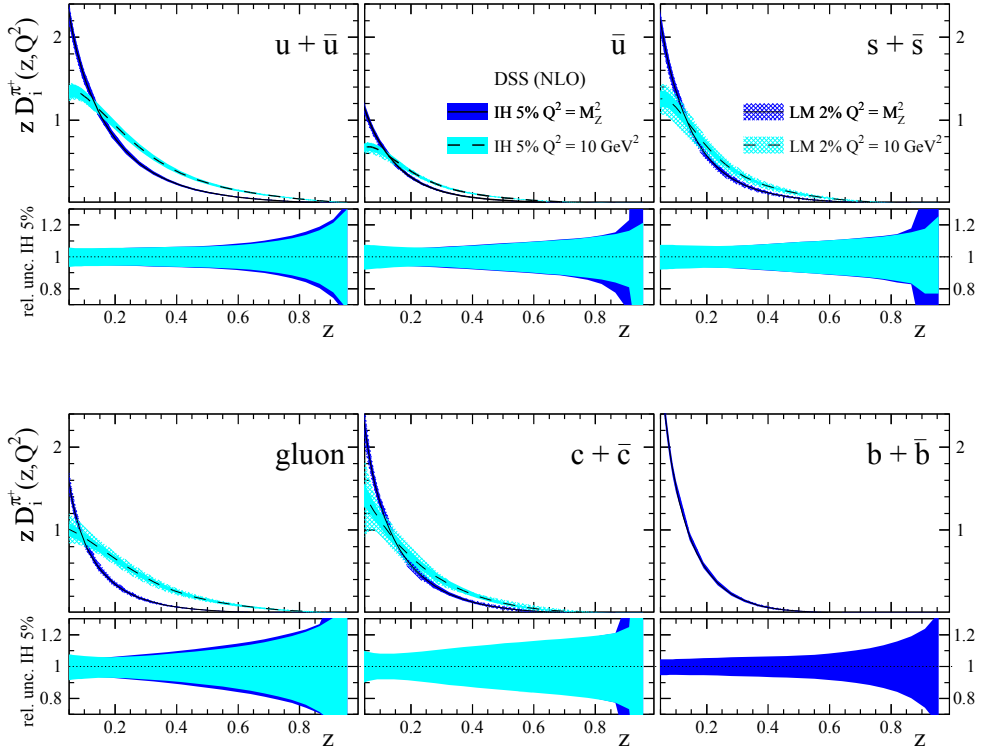 z D_i^{π+}(z,Q²)
2
1
u + ū
ū
DSS (NLO)
IH 5% Q² = M_Z²
IH 5% Q² = 10 GeV²
s + s̄
LM 2% Q² = M_Z²
LM 2% Q² = 10 GeV²
2
1
rel. unc. IH 5%
1.2
1
0.8
1.2
1
0.8
0.2 0.4 0.6 0.8 z
0.2 0.4 0.6 0.8 z
0.2 0.4 0.6 0.8 z
z D_i^{π+}(z,Q²)
2
1
gluon
c + c̄
b + b̄
2
1
rel. unc. IH 5%
1.2
1
0.8
1.2
1
0.8
0.2 0.4 0.6 0.8 z
0.2 0.4 0.6 0.8 z
0.2 0.4 0.6 0.8 z